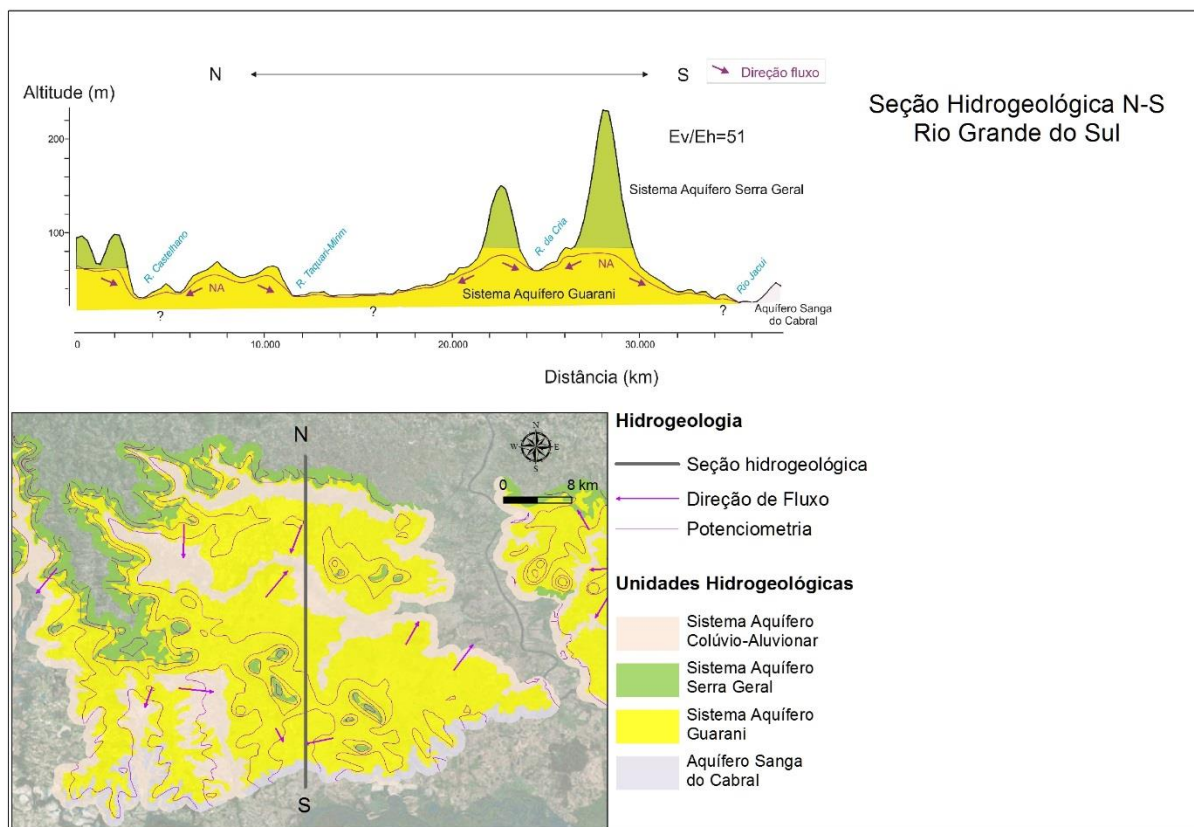 N
S
Direção fluxo
Altitude (m)
Seção Hidrogeológica N-S
Rio Grande do Sul
200
100
Ev/Eh=51
Sistema Aquífero Serra Geral
R. Castelhano
R. Taquari-Mirim
R. da Cria
Rio Jacuí
NA
NA
Sistema Aquífero Guarani
Aquífero Sanga
do Cabral
?
?
?
0
10.000
20.000
30.000
Distância (km)
N
N
W
E
S
0
8 km
S
Hidrogeologia
Seção hidrogeológica
Direção de Fluxo
Potenciometria
Unidades Hidrogeológicas
Sistema Aquífero
Colúvio-Aluvionar
Sistema Aquífero
Serra Geral
Sistema Aquífero
Guarani
Aquífero Sanga
do Cabral